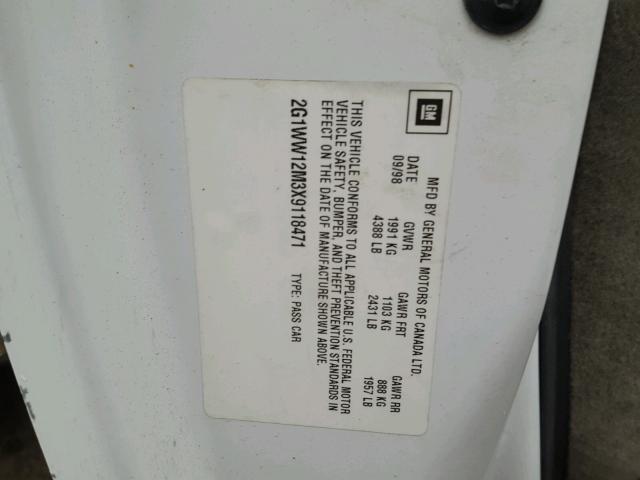 GM
MFD BY GENERAL MOTORS OF CANADA LTD.
DATE GVWR GAWR FRT GAWR RR
09/98 1991 KG 1103 KG 888 KG
4388 LB 2431 LB 1957 LB
THIS VEHICLE CONFORMS TO ALL APPLICABLE U.S. FEDERAL MOTOR
VEHICLE SAFETY, BUMPER, AND THEFT PREVENTION STANDARDS IN
EFFECT ON THE DATE OF MANUFACTURE SHOWN ABOVE.
2G1WW12M3X9118471 TYPE: PASS CAR